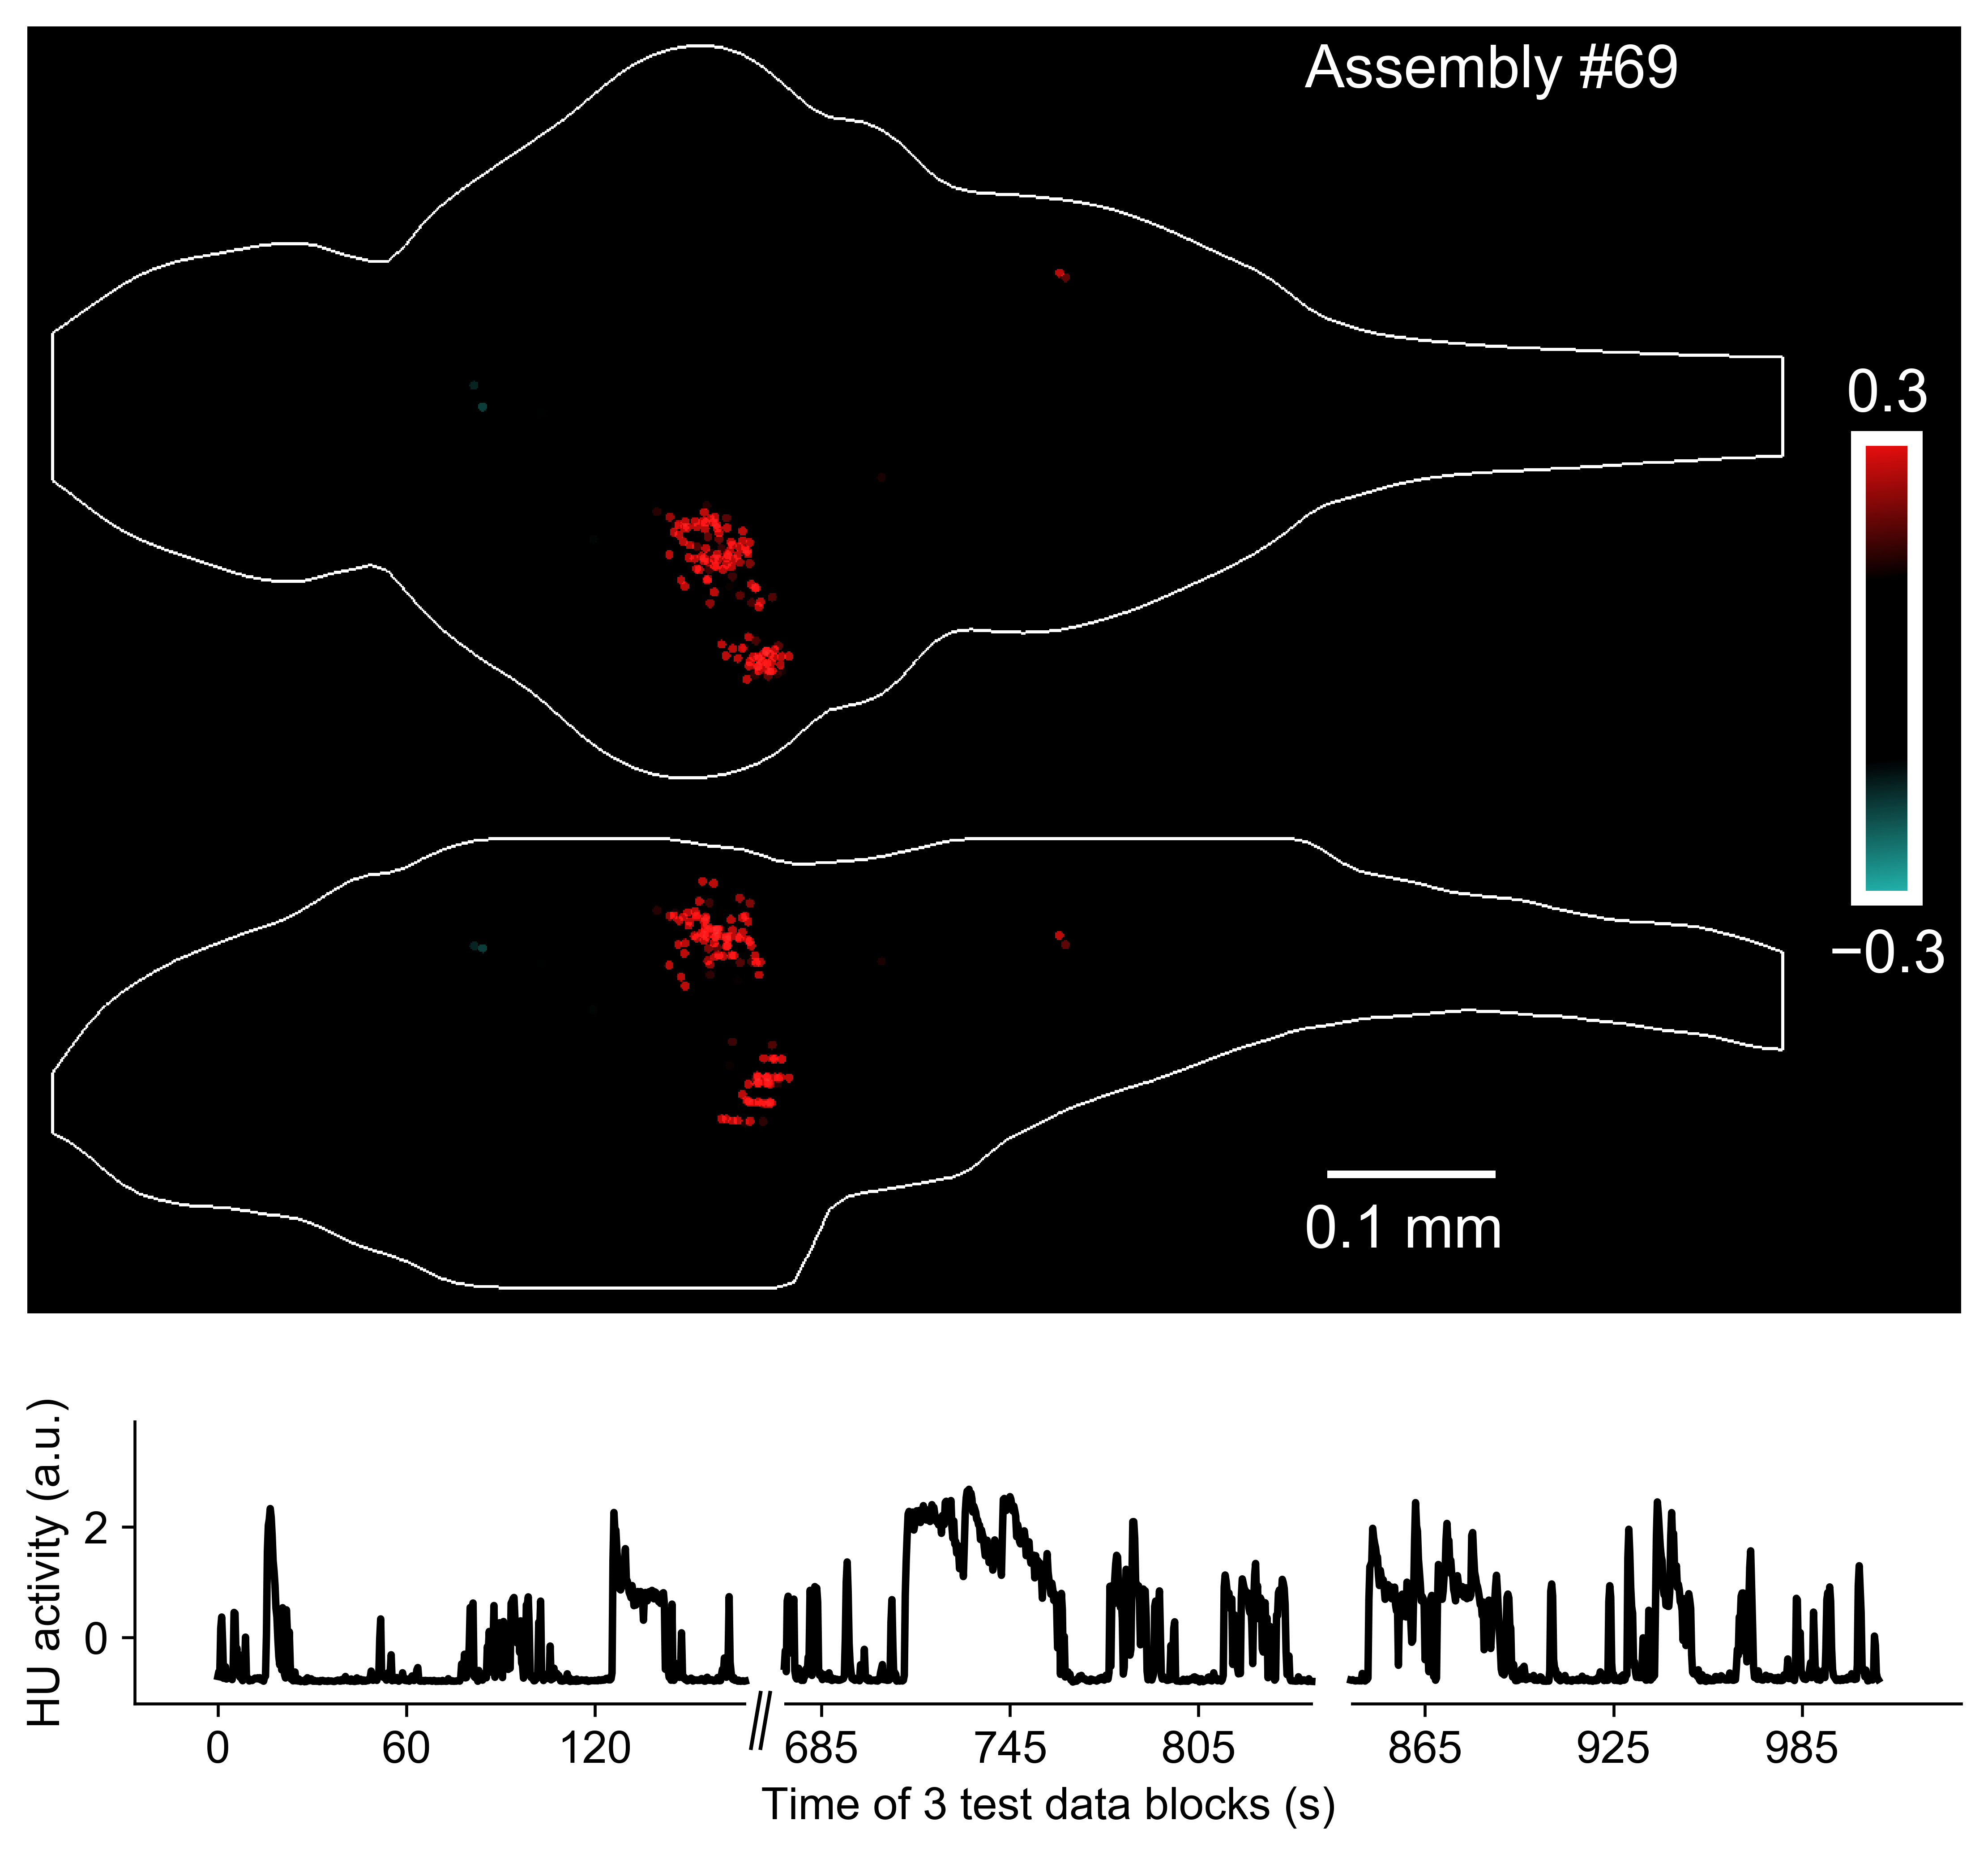 Assembly #69
0.3
−0.3
0.1 mm
HU activity (a.u.)
2
0
0 60 120 685 745 805 865 925 985
Time of 3 test data blocks (s)